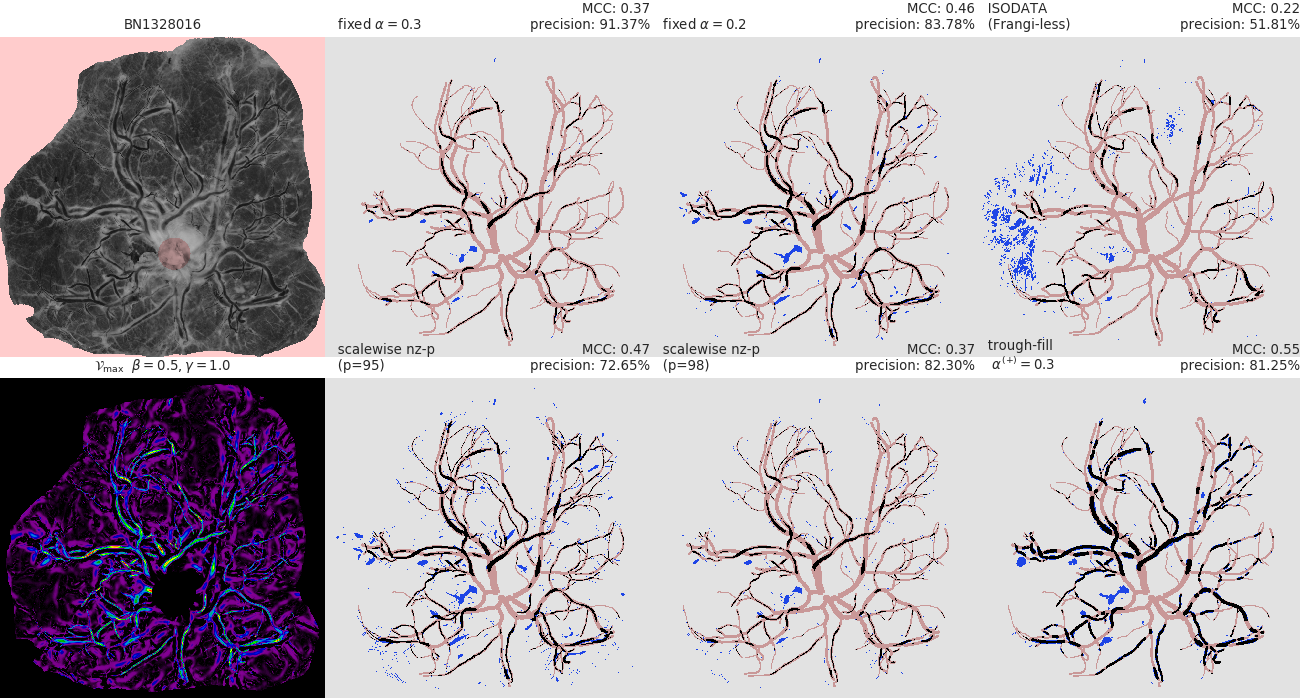 BN1328016
fixed α = 0.3
MCC: 0.37
precision: 91.37%
fixed α = 0.2
MCC: 0.46
precision: 83.78%
ISODATA
(Frangi-less)
MCC: 0.22
precision: 51.81%
𝒱max β = 0.5, γ = 1.0
scalewise nz-p
(p=95)
MCC: 0.47
precision: 72.65%
scalewise nz-p
(p=98)
MCC: 0.37
precision: 82.30%
trough-fill
α(+) = 0.3
MCC: 0.55
precision: 81.25%